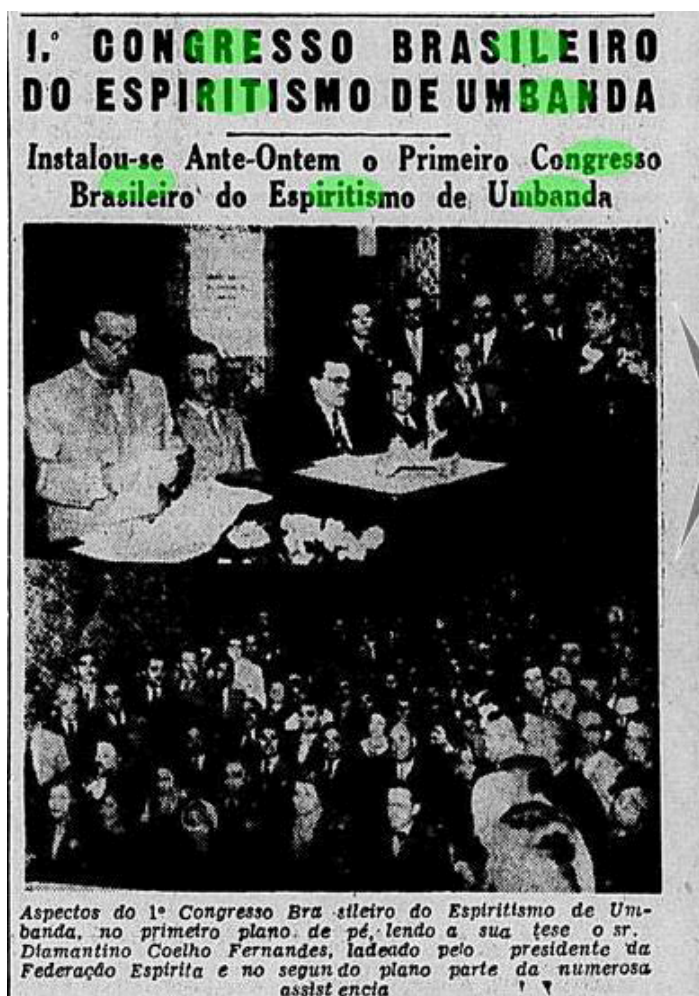 1.º CONGRESSO BRASILEIRO
DO ESPIRITISMO DE UMBANDA
Instalou-se Ante-Ontem o Primeiro Congresso
Brasileiro do Espiritismo de Umbanda
Aspectos do 1º Congresso Bra sileiro do Espiritismo de Um-
banda, no primeiro plano, de pé, lendo a sua tese o sr.
Diamantino Coelho Fernandes, ladeado pelo presidente da
Federação Espirita e no segun do plano parte da numerosa
assist encia